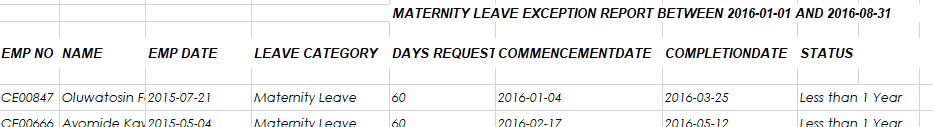 MATERNITY LEAVE EXCEPTION REPORT BETWEEN 2016-01-01 AND 2016-08-31
EMP NO NAME EMP DATE LEAVE CATEGORY DAYS REQUEST COMMENCEMENTDATE COMPLETIONDATE STATUS
CE00847 Oluwatosin 2015-07-21 Maternity Leave 60 2016-01-04 2016-03-25 Less than 1 Year
CE00666 Ayomide 2015-05-04 Maternity Leave 60 2016-02-17 2016-05-12 Less than 1 Year